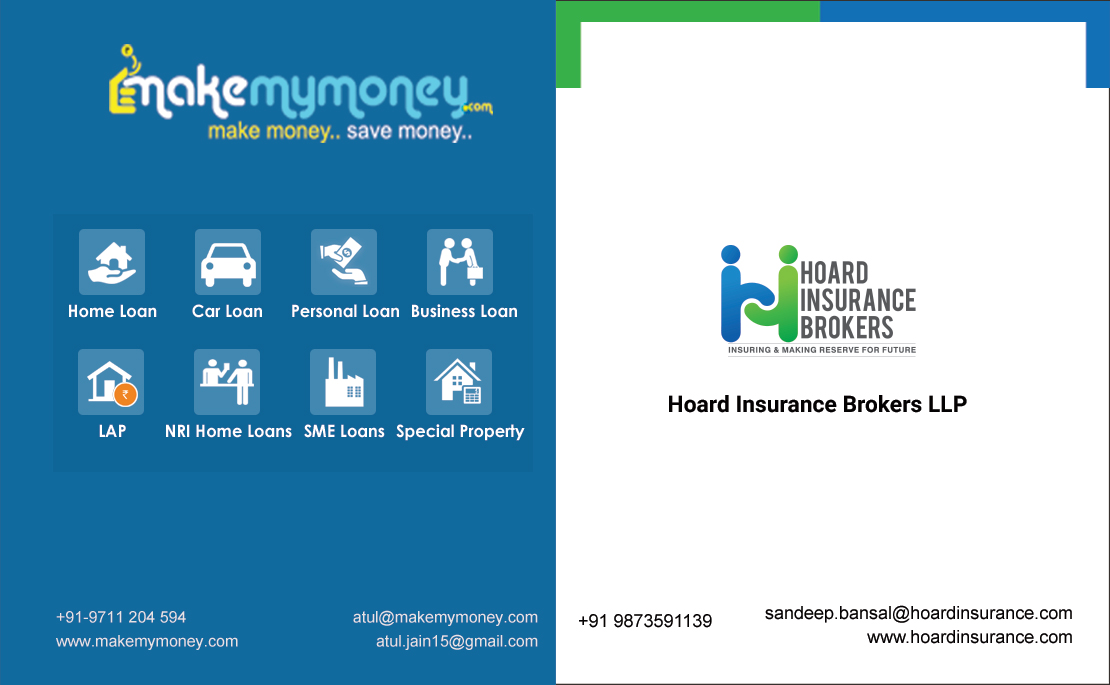 makemymoney.com
make money.. save money..
Home Loan Car Loan Personal Loan Business Loan
₹
LAP NRI Home Loans SME Loans Special Property
+91-9711 204 594 atul@makemymoney.com
www.makemymoney.com atul.jain15@gmail.com
HOARD
INSURANCE
BROKERS
INSURING & MAKING RESERVE FOR FUTURE
Hoard Insurance Brokers LLP
+91 9873591139
sandeep.bansal@hoardinsurance.com
www.hoardinsurance.com